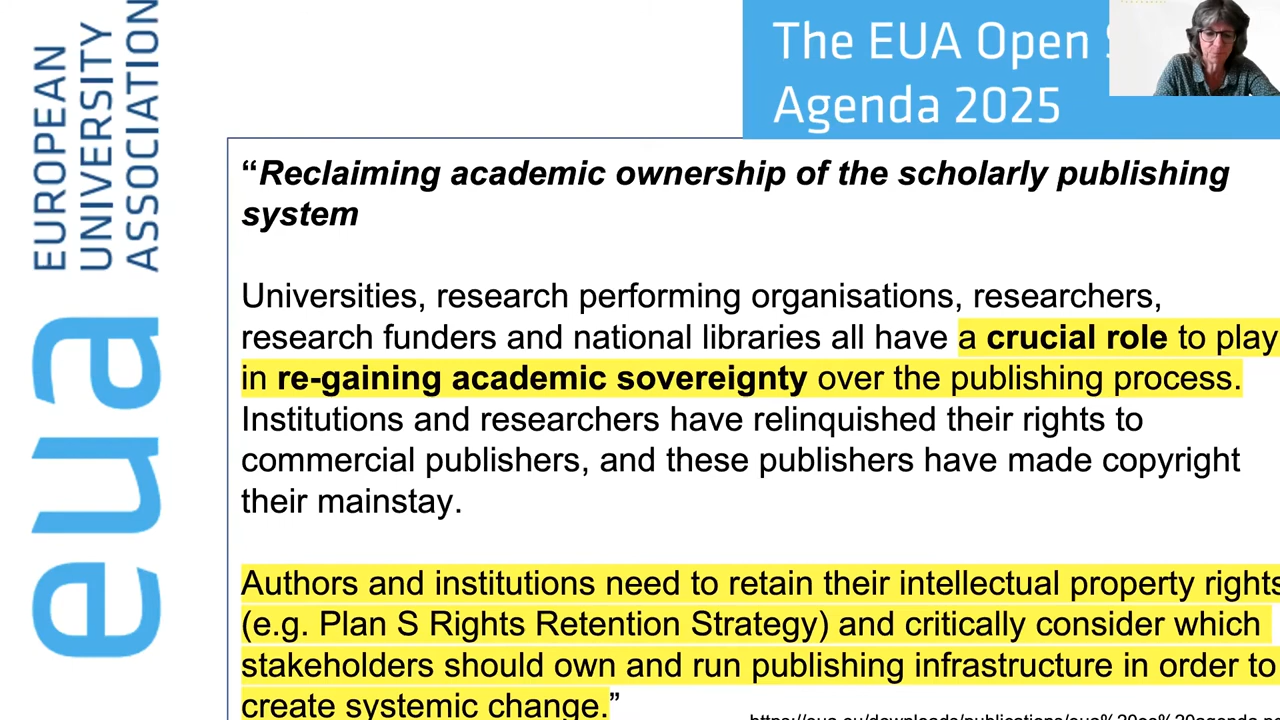 EUROPEAN
UNIVERSITY
ASSOCIATION
eua
The EUA Open
Agenda 2025
“Reclaiming academic ownership of the scholarly publishing
system
Universities, research performing organisations, researchers,
research funders and national libraries all have a crucial role to play
in re-gaining academic sovereignty over the publishing process.
Institutions and researchers have relinquished their rights to
commercial publishers, and these publishers have made copyright
their mainstay.
Authors and institutions need to retain their intellectual property rights
(e.g. Plan S Rights Retention Strategy) and critically consider which
stakeholders should own and run publishing infrastructure in order to
create systemic change.”